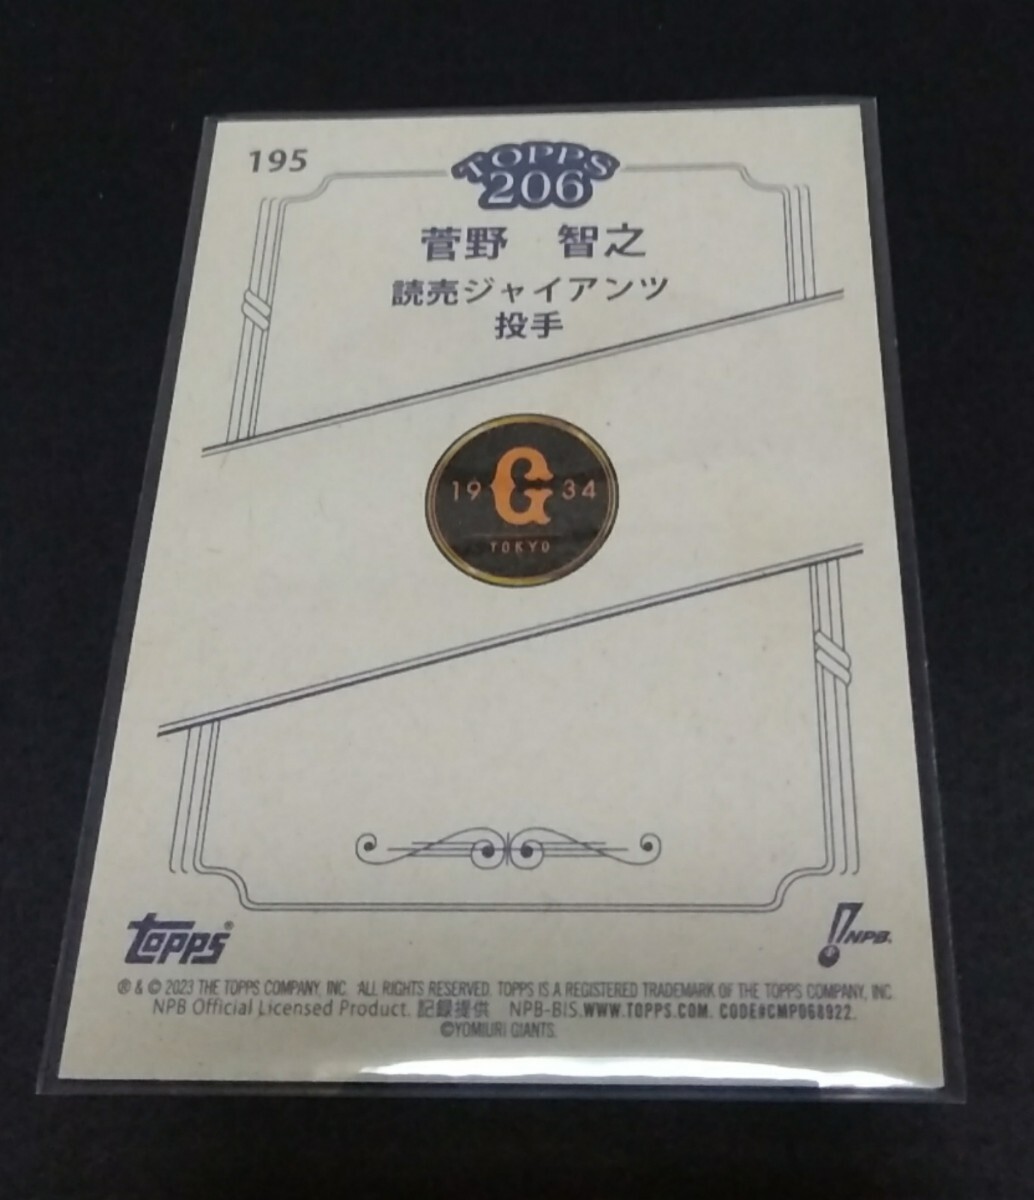 195
TOPPS
206
菅野 智之
読売ジャイアンツ
投手
19 G 34
TOKYO
topps®
NPB.
® & © 2023 THE TOPPS COMPANY, INC. ALL RIGHTS RESERVED. TOPPS IS A REGISTERED TRADEMARK OF THE TOPPS COMPANY, INC.
NPB Official Licensed Product. 記録提供 NPB-BIS.WWW.TOPPS.COM. CODE#CMP068922.
©YOMIURI GIANTS.